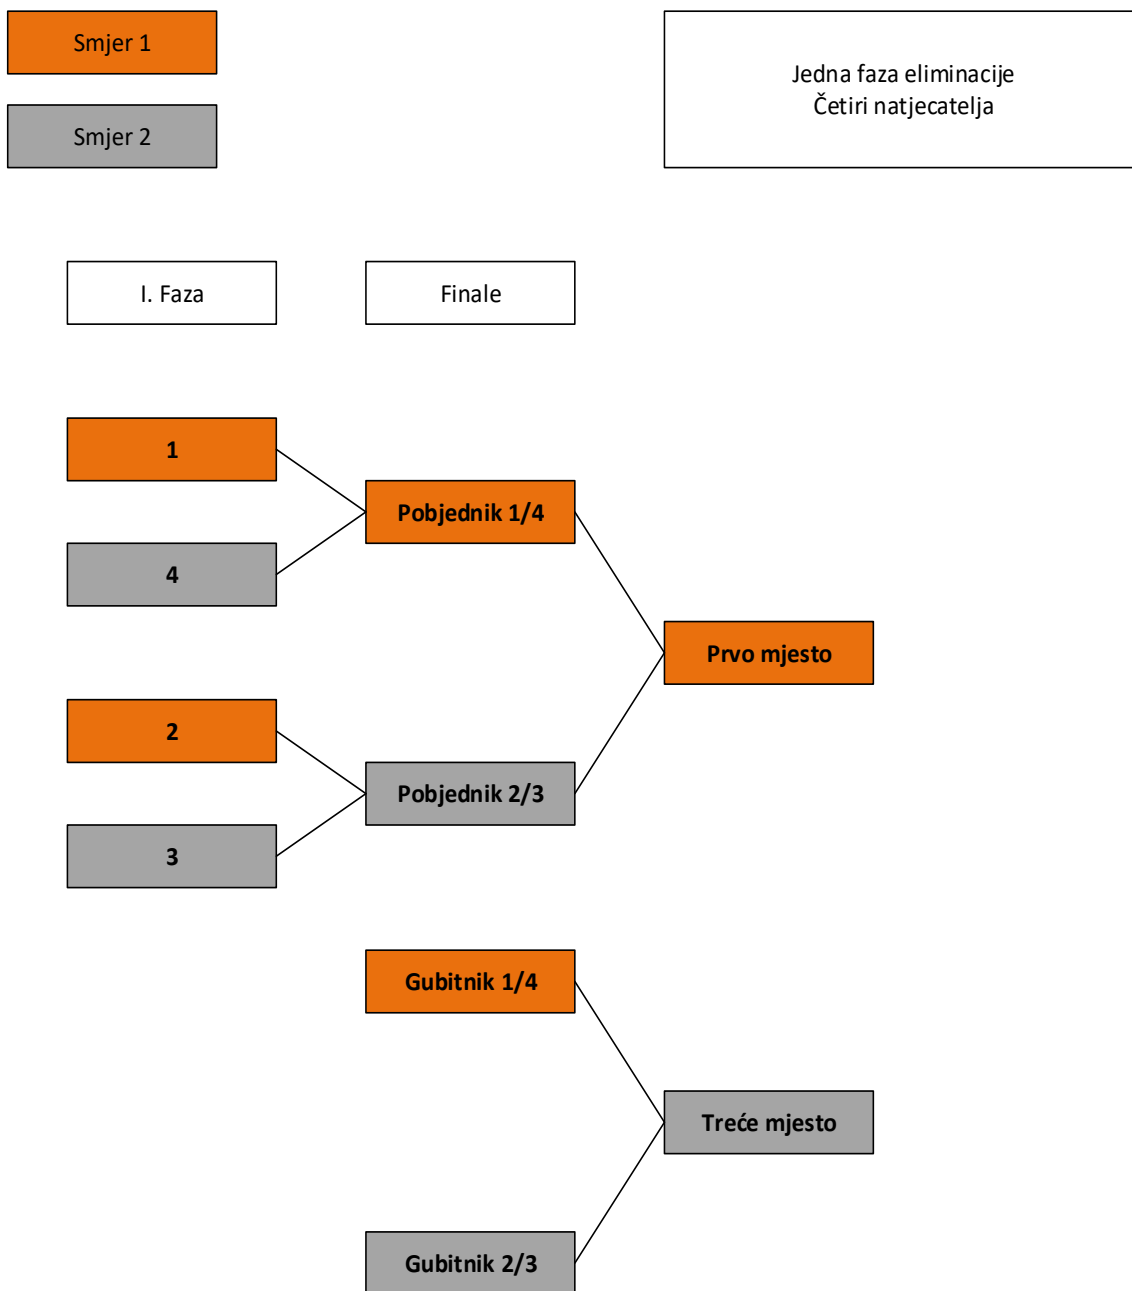 Smjer 1
Jedna faza eliminacije
Četiri natjecatelja
Smjer 2
I. Faza
Finale
1
Pobjednik 1/4
4
Prvo mjesto
2
Pobjednik 2/3
3
Gubitnik 1/4
Treće mjesto
Gubitnik 2/3